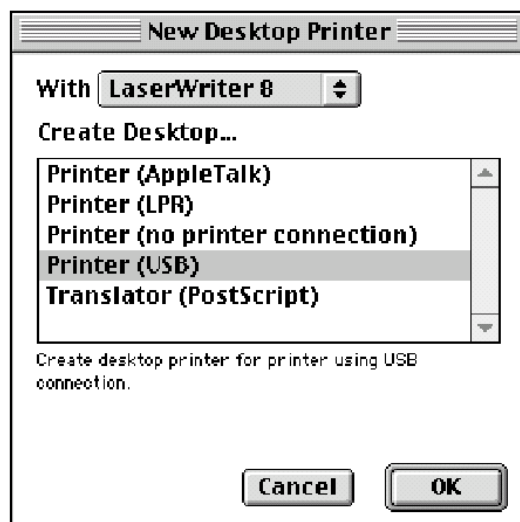 New Desktop Printer
With LaserWriter 8
Create Desktop...
Printer (AppleTalk)
Printer (LPR)
Printer (no printer connection)
Printer (USB)
Translator (PostScript)
Create desktop printer for printer using USB
connection.
Cancel OK